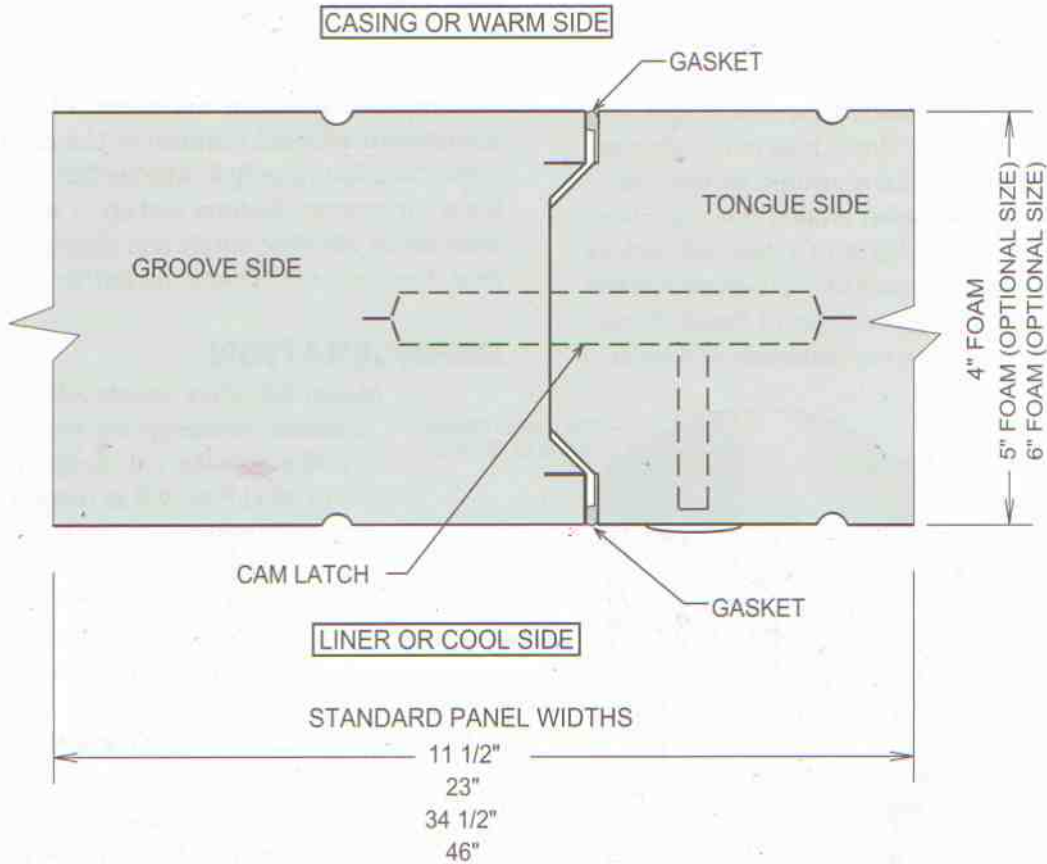 CASING OR WARM SIDE
GASKET
TONGUE SIDE
GROOVE SIDE
4" FOAM
5" FOAM (OPTIONAL SIZE)
6" FOAM (OPTIONAL SIZE)
CAM LATCH
GASKET
LINER OR COOL SIDE
STANDARD PANEL WIDTHS
11 1/2"
23"
34 1/2"
46"